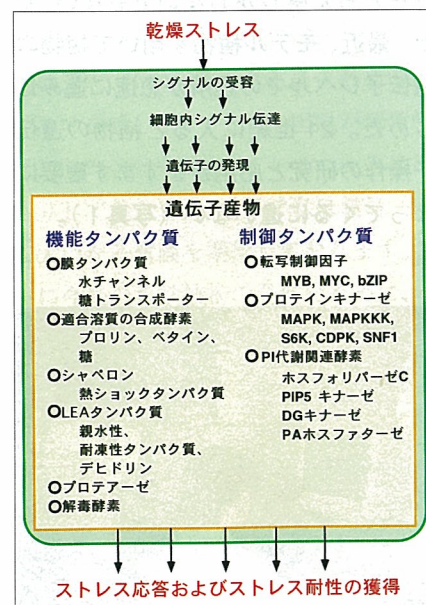 乾燥ストレス
シグナルの受容
細胞内シグナル伝達
遺伝子の発現
遺伝子産物
機能タンパク質
○膜タンパク質
水チャンネル
糖トランスポーター
○適合溶質の合成酵素
プロリン、ベタイン、
糖
○シャペロン
熱ショックタンパク質
○LEAタンパク質
親水性、
耐凍性タンパク質、
デヒドリン
○プロテアーゼ
○解毒酵素
制御タンパク質
○転写制御因子
MYB, MYC, bZIP
○プロテインキナーゼ
MAPK, MAPKKK,
S6K, CDPK, SNF1
○PI代謝関連酵素
ホスフォリパーゼC
PIP5 キナーゼ
DGキナーゼ
PAホスファターゼ
ストレス応答およびストレス耐性の獲得